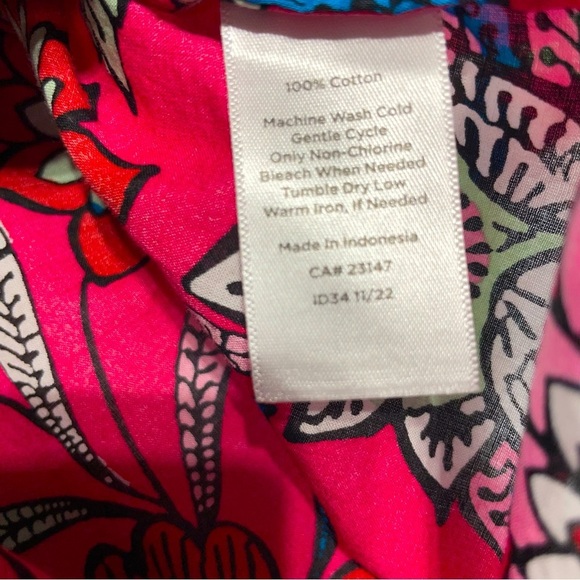 100% Cotton
Machine Wash Cold
Gentle Cycle
Only Non-Chlorine
Bleach When Needed
Tumble Dry Low
Warm Iron, If Needed
Made In Indonesia
CA# 23147
ID34 11/22